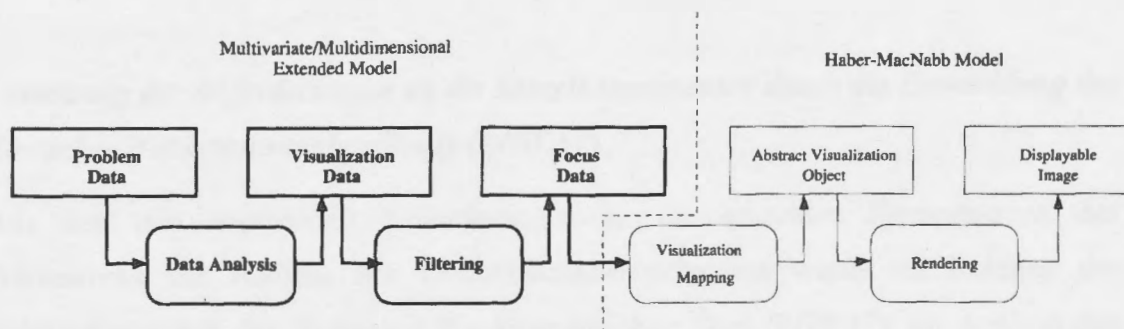 Multivariate/Multidimensional
Extended Model
Haber-MacNabb Model
Problem
Data
Visualization
Data
Focus
Data
Abstract Visualization
Object
Displayable
Image
Data Analysis
Filtering
Visualization
Mapping
Rendering